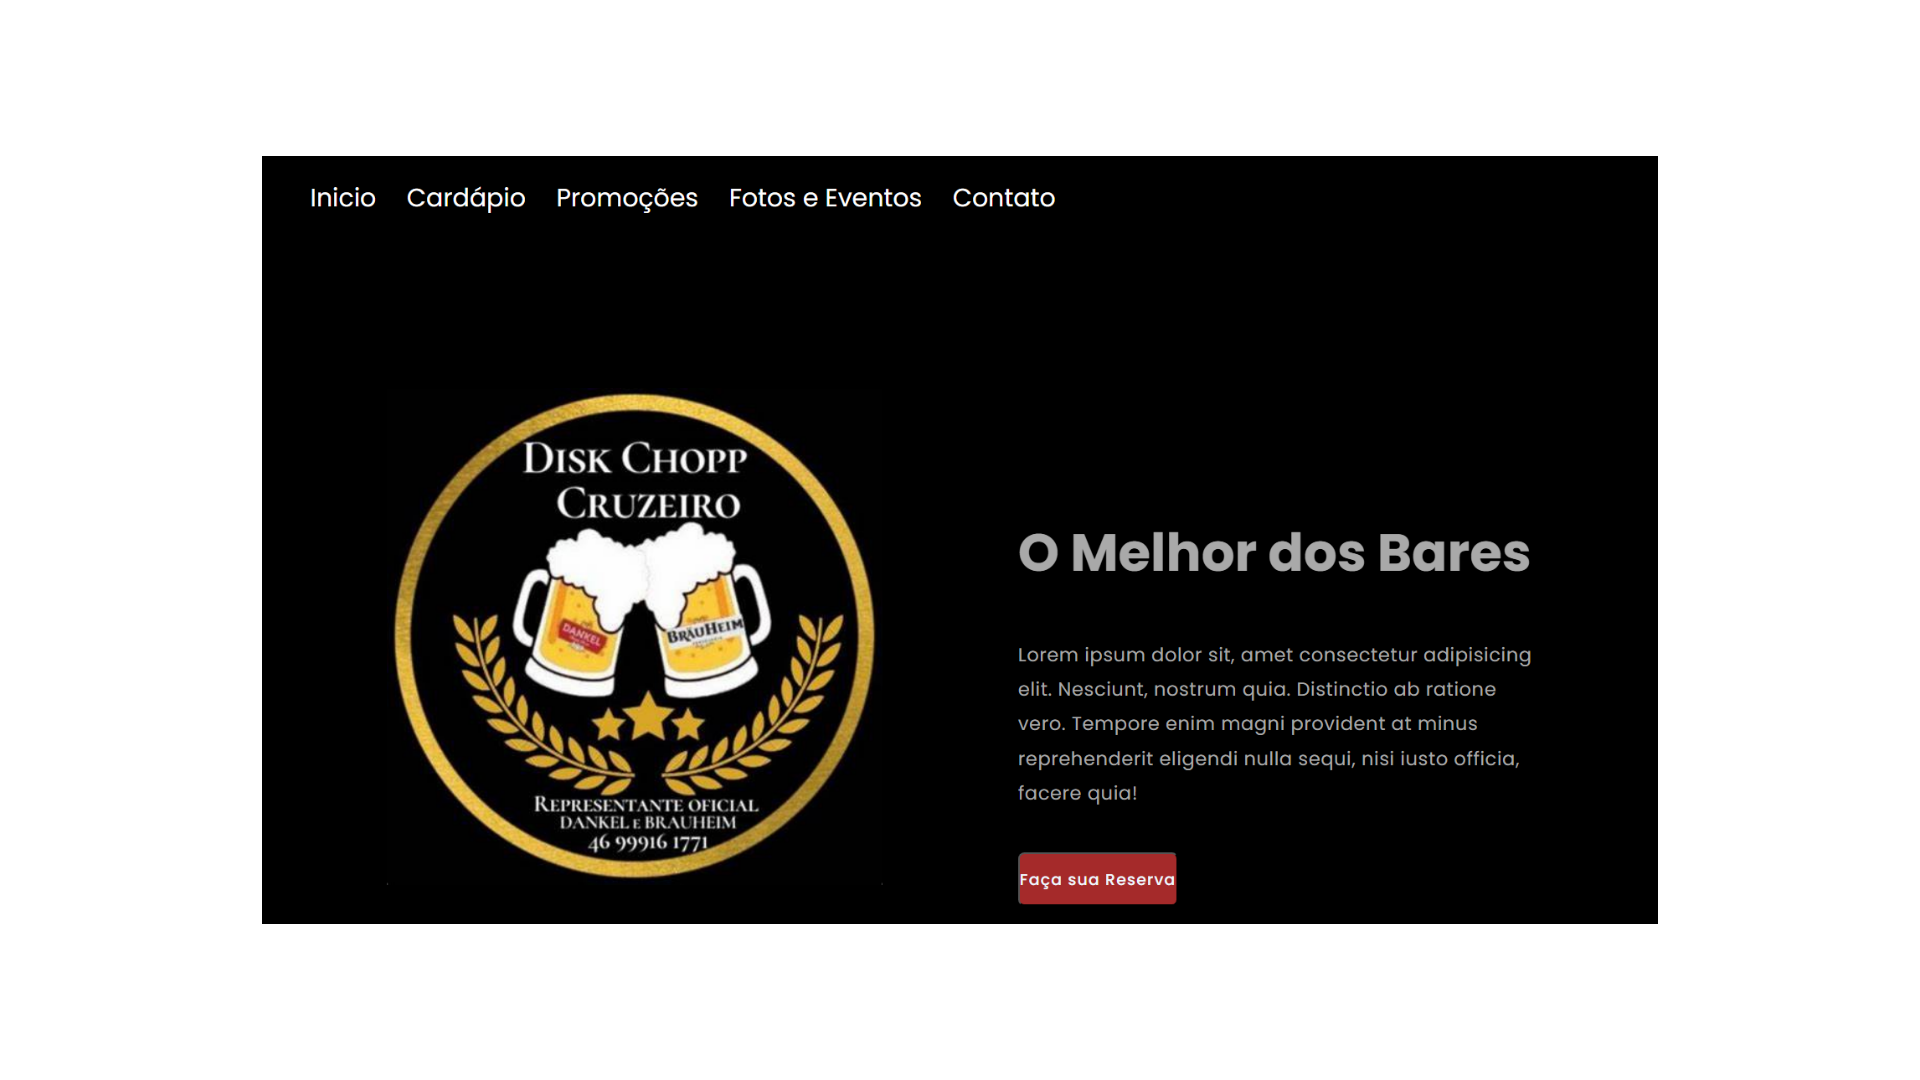 Inicio Cardápio Promoções Fotos e Eventos Contato
DISK CHOPP
CRUZEIRO
DANKEL
BRÄUHEIM
REPRESENTANTE OFICIAL
DANKEL E BRAUHEIM
46 99916 1771
O Melhor dos Bares
Lorem ipsum dolor sit, amet consectetur adipisicing
elit. Nesciunt, nostrum quia. Distinctio ab ratione
vero. Tempore enim magni provident at minus
reprehenderit eligendi nulla sequi, nisi iusto officia,
facere quia!
Faça sua Reserva